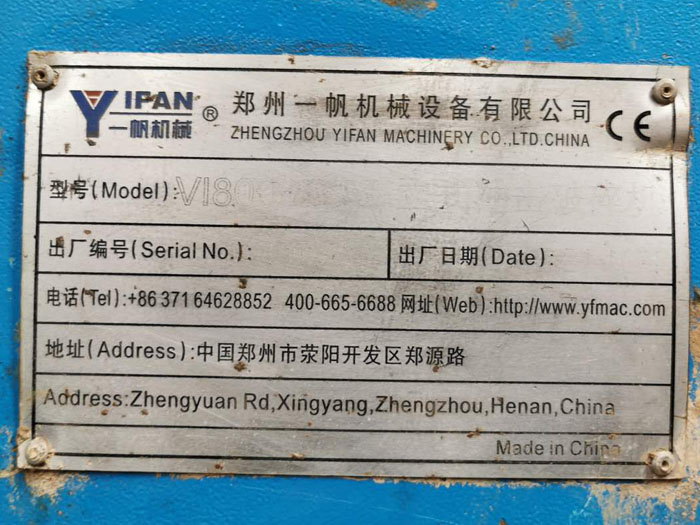 YIFAN
一帆机械
®
郑州一帆机械设备有限公司
ZHENGZHOU YIFAN MACHINERY CO.,LTD.CHINA
CE
型号(Model):VI80
出厂编号(Serial No.):
出厂日期(Date):
电话(Tel):+86 371 64628852 400-665-6688 网址(Web):http://www.yfmac.com
地址(Address):中国郑州市荥阳开发区郑源路
Address:Zhengyuan Rd,Xingyang,Zhengzhou,Henan,China
Made in China